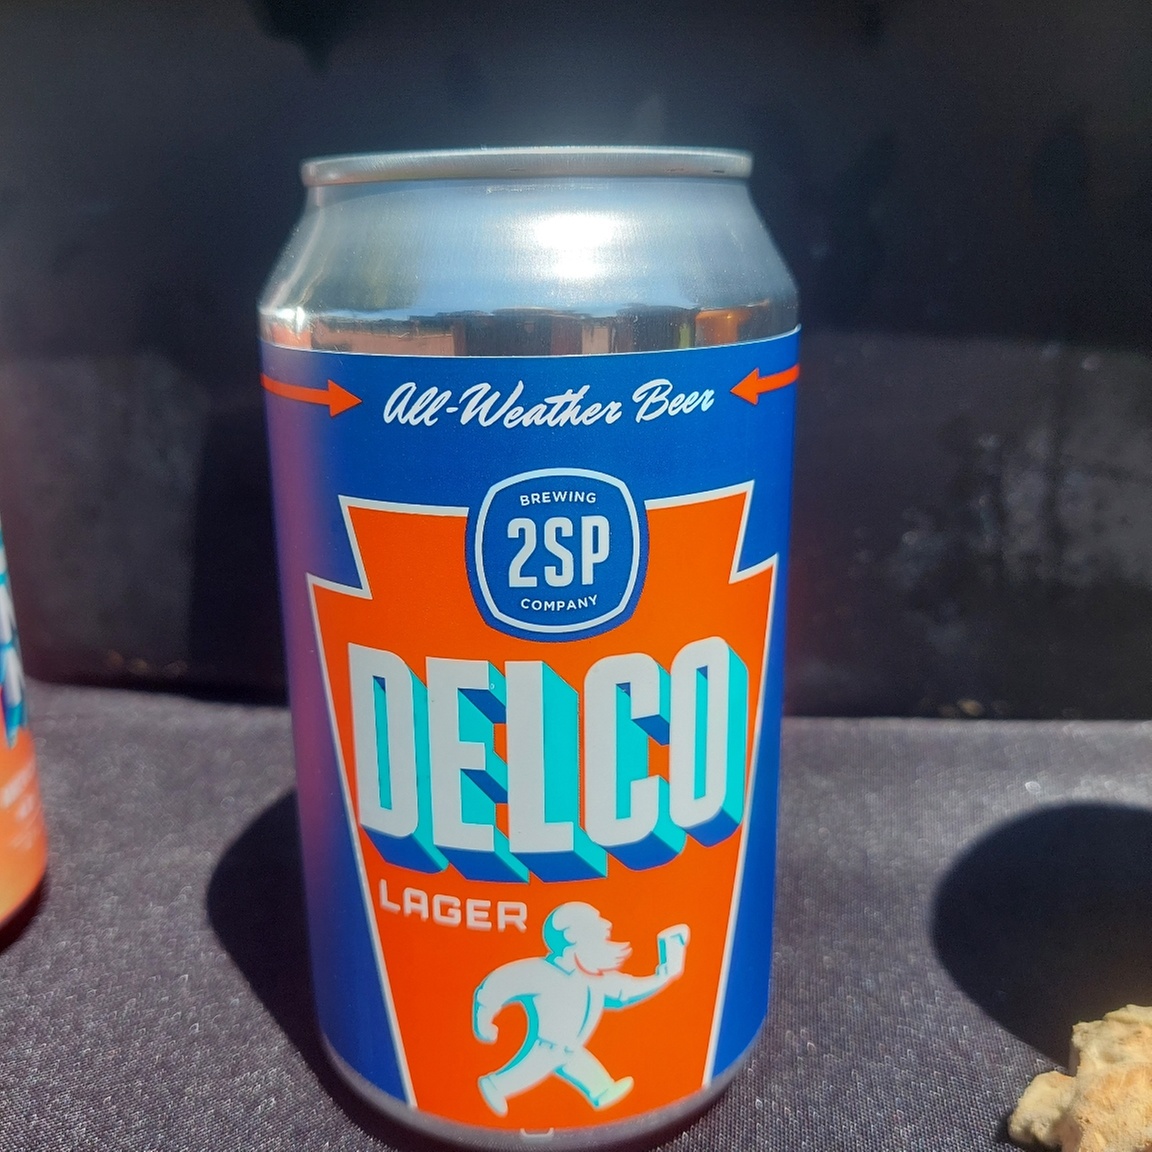 All-Weather Beer
BREWING
2SP
COMPANY
DELCO
LAGER